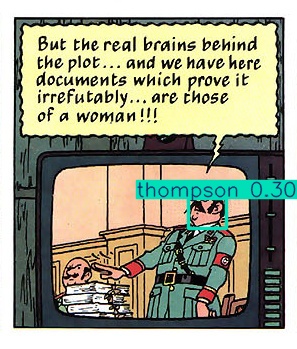 But the real brains behind
the plot... and we have here
documents which prove it
irrefutably... are those
of a woman!!!
thompson 0.30